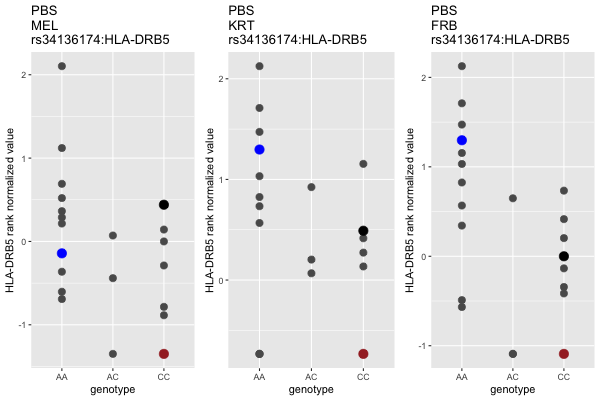 PBS
MEL
rs34136174:HLA-DRB5
HLA-DRB5 rank normalized value
2
1
0
-1
AA
AC
CC
genotype
PBS
KRT
rs34136174:HLA-DRB5
HLA-DRB5 rank normalized value
2
1
0
AA
AC
CC
genotype
PBS
FRB
rs34136174:HLA-DRB5
HLA-DRB5 rank normalized value
2
1
0
-1
AA
AC
CC
genotype